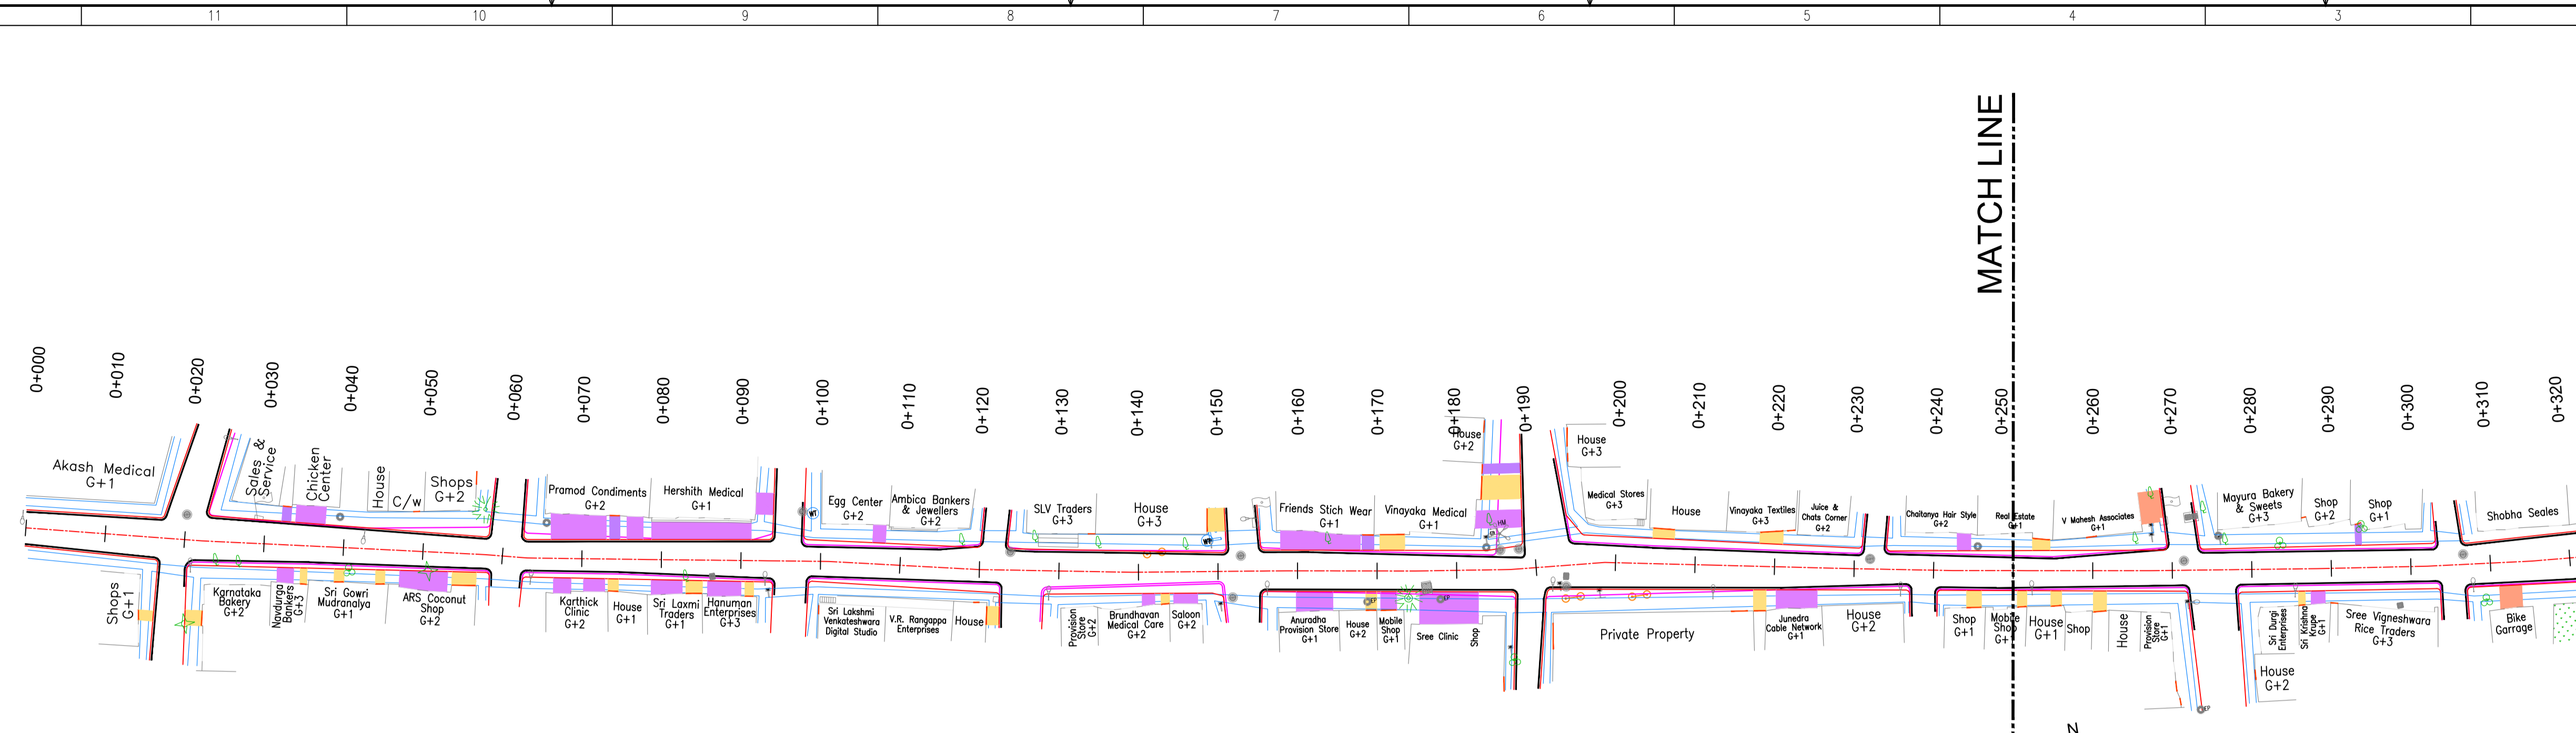 11 10 9 8 7 6 5 4 3
MATCH LINE
0+000 0+010 0+020 0+030 0+040 0+050 0+060 0+070 0+080 0+090 0+100 0+110 0+120 0+130 0+140 0+150 0+160 0+170 0+180 0+190 0+200 0+210 0+220 0+230 0+240 0+250 0+260 0+270 0+280 0+290 0+300 0+310 0+320
Akash Medical
G+1
Sales &
Service
Chicken
Center
House
C/w
Shops
G+2
Pramod Condiments
G+2
Hershith Medical
G+1
WT
Egg Center
G+2
Ambica Bankers
& Jewellers
G+2
SLV Traders
G+3
House
G+3
Friends Stich Wear
G+1
Vinayaka Medical
G+1
House
G+2
HM
House
G+3
Medical Stores
G+3
House
Vinayaka Textiles
G+3
Juice &
Chats Corner
G+2
Chaitanya Hair Style
G+2
Real Estate
G+1
V Mahesh Associates
G+1
Mayura Bakery
& Sweets
G+3
Shop
G+2
Shop
G+1
Shobha Seales
Shops
G+1
Karnataka
Bakery
G+2
Navadurga
Bankers
G+3
Sri Gowri
Mudranalya
G+1
ARS Coconut
Shop
G+2
Karthick
Clinic
G+2
House
G+1
Sri Laxmi
Traders
G+1
Hanuman
Enterprises
G+3
Sri Lakshmi
Venkateshwara
Digital Studio
V.R. Rangappa
Enterprises
House
Provision
Store
G+2
Brundhavan
Medical Care
G+2
Saloon
G+2
Anuradha
Provision Store
G+1
House
G+2
Mobile
Shop
G+1
Sree Clinic
Shop
Private Property
Junedra
Cable Network
G+1
House
G+2
Shop
G+1
Mobile
Shop
G+1
House
G+1
Shop
House
Provision
Store
G+1
EP
Sri Durgi
Enterprises
Sri Krishna
Krupe
G+1
Sree Vigneshwara
Rice Traders
G+3
House
G+2
Bike
Garrage
N